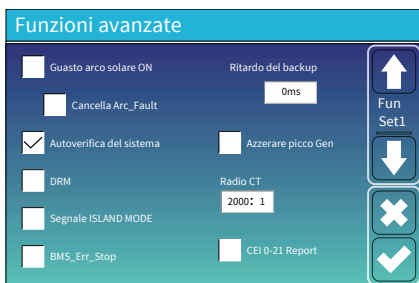 Funzioni avanzate
Guasto arco solare ON
Ritardo del backup
0ms
Cancella Arc_Fault
Fun
Set1
Autoverifica del sistema
Azzerare picco Gen
DRM
Radio CT
2000: 1
Segnale ISLAND MODE
BMS_Err_Stop
CEI 0-21 Report